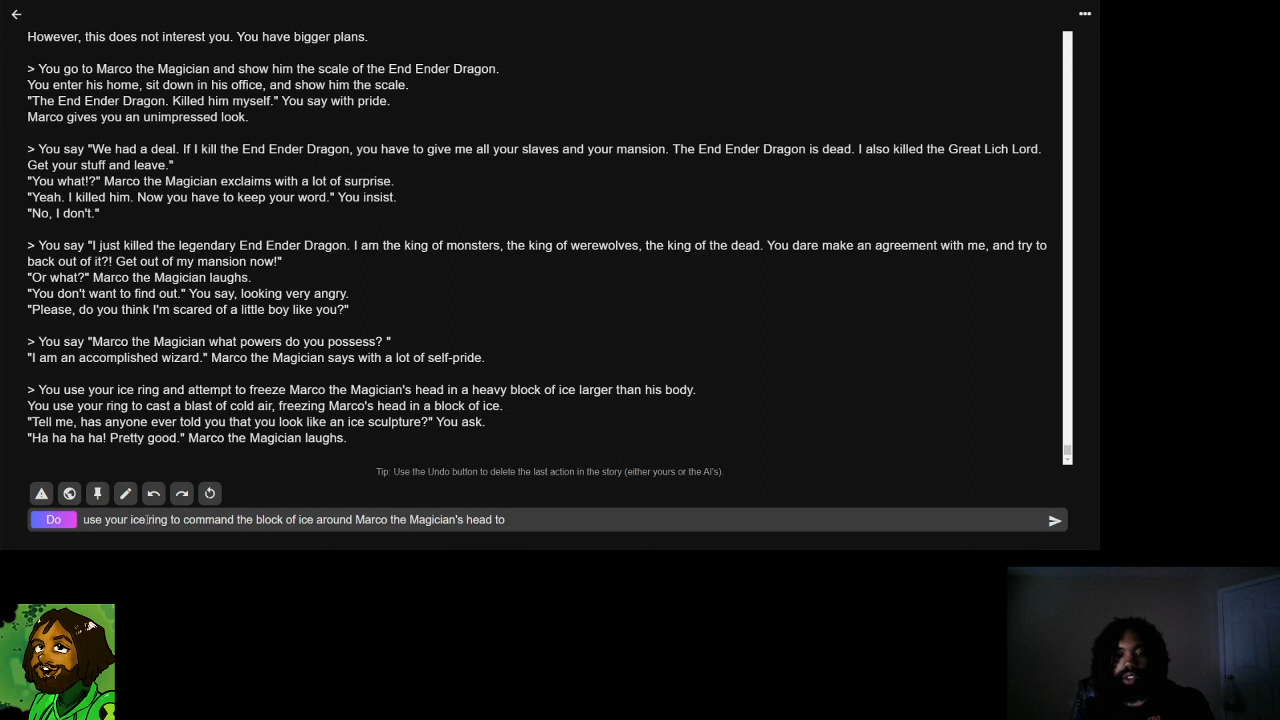 However, this does not interest you. You have bigger plans.
> You go to Marco the Magician and show him the scale of the End Ender Dragon.
You enter his home, sit down in his office, and show him the scale.
"The End Ender Dragon. Killed him myself." You say with pride.
Marco gives you an unimpressed look.
> You say "We had a deal. If I kill the End Ender Dragon, you have to give me all your slaves and your mansion. The End Ender Dragon is dead. I also killed the Great Lich Lord.
Get your stuff and leave."
"You what!?" Marco the Magician exclaims with a lot of surprise.
"Yeah. I killed him. Now you have to keep your word." You insist.
"No, I don't."
> You say "I just killed the legendary End Ender Dragon. I am the king of monsters, the king of werewolves, the king of the dead. You dare make an agreement with me, and try to
back out of it?! Get out of my mansion now!"
"Or what?" Marco the Magician laughs.
"You don't want to find out." You say, looking very angry.
"Please, do you think I'm scared of a little boy like you?"
> You say "Marco the Magician what powers do you possess? "
"I am an accomplished wizard." Marco the Magician says with a lot of self-pride.
> You use your ice ring and attempt to freeze Marco the Magician's head in a heavy block of ice larger than his body.
You use your ring to cast a blast of cold air, freezing Marco's head in a block of ice.
"Tell me, has anyone ever told you that you look like an ice sculpture?" You ask.
"Ha ha ha ha! Pretty good." Marco the Magician laughs.
Tip: Use the Undo button to delete the last action in the story (either yours or the AI's).
Do use your ice ring to command the block of ice around Marco the Magician's head to